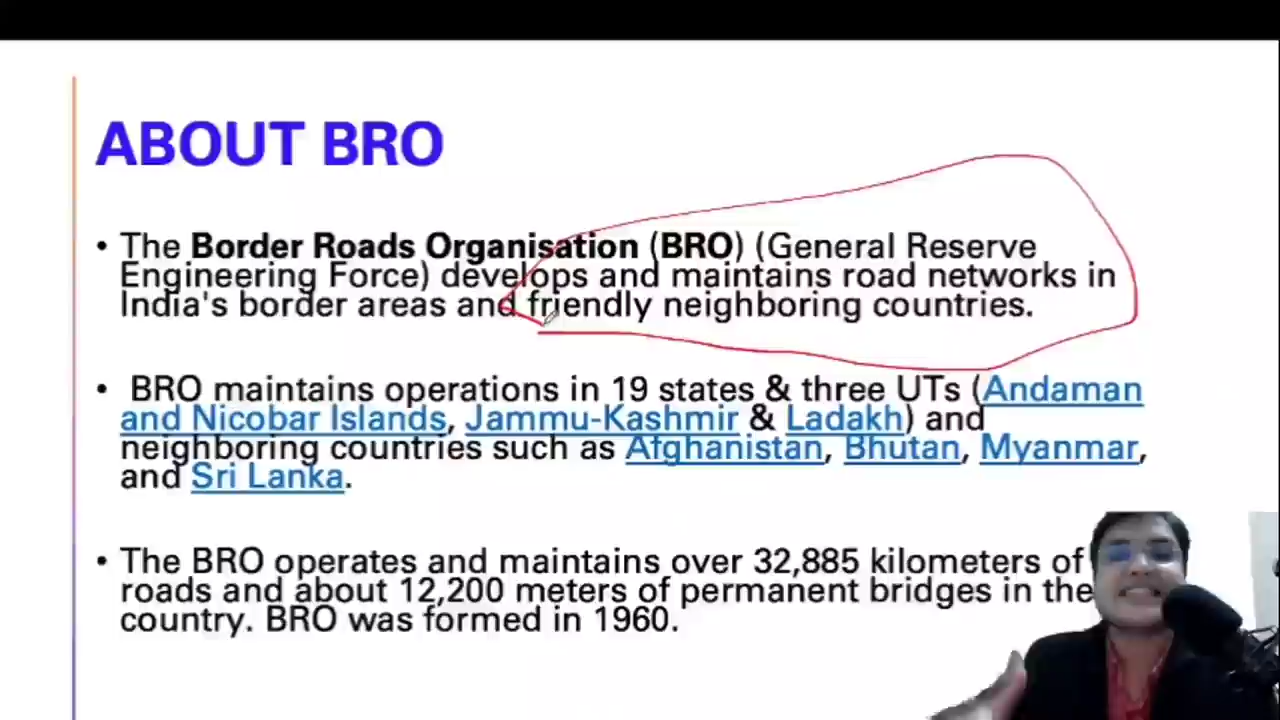 ABOUT BRO
• The Border Roads Organisation (BRO) (General Reserve
Engineering Force) develops and maintains road networks in
India's border areas and friendly neighboring countries.
• BRO maintains operations in 19 states & three UTs (Andaman
and Nicobar Islands, Jammu-Kashmir & Ladakh) and
neighboring countries such as Afghanistan, Bhutan, Myanmar,
and Sri Lanka.
• The BRO operates and maintains over 32,885 kilometers of
roads and about 12,200 meters of permanent bridges in the
country. BRO was formed in 1960.